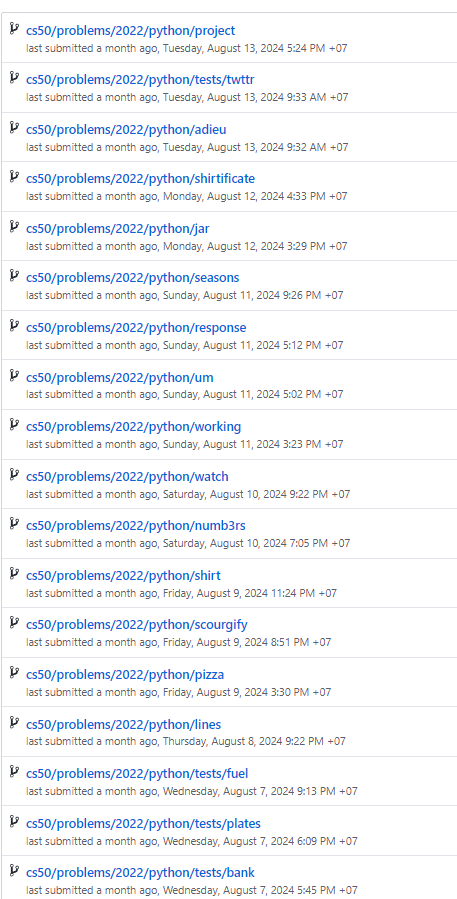 cs50/problems/2022/python/project
last submitted a month ago, Tuesday, August 13, 2024 5:24 PM +07
cs50/problems/2022/python/tests/twttr
last submitted a month ago, Tuesday, August 13, 2024 9:33 AM +07
cs50/problems/2022/python/adieu
last submitted a month ago, Tuesday, August 13, 2024 9:32 AM +07
cs50/problems/2022/python/shirtificate
last submitted a month ago, Monday, August 12, 2024 4:33 PM +07
cs50/problems/2022/python/jar
last submitted a month ago, Monday, August 12, 2024 3:29 PM +07
cs50/problems/2022/python/seasons
last submitted a month ago, Sunday, August 11, 2024 9:26 PM +07
cs50/problems/2022/python/response
last submitted a month ago, Sunday, August 11, 2024 5:12 PM +07
cs50/problems/2022/python/um
last submitted a month ago, Sunday, August 11, 2024 5:02 PM +07
cs50/problems/2022/python/working
last submitted a month ago, Sunday, August 11, 2024 3:23 PM +07
cs50/problems/2022/python/watch
last submitted a month ago, Saturday, August 10, 2024 9:22 PM +07
cs50/problems/2022/python/numb3rs
last submitted a month ago, Saturday, August 10, 2024 7:05 PM +07
cs50/problems/2022/python/shirt
last submitted a month ago, Friday, August 9, 2024 11:24 PM +07
cs50/problems/2022/python/scourgify
last submitted a month ago, Friday, August 9, 2024 8:51 PM +07
cs50/problems/2022/python/pizza
last submitted a month ago, Friday, August 9, 2024 3:30 PM +07
cs50/problems/2022/python/lines
last submitted a month ago, Thursday, August 8, 2024 9:22 PM +07
cs50/problems/2022/python/tests/fuel
last submitted a month ago, Wednesday, August 7, 2024 9:13 PM +07
cs50/problems/2022/python/tests/plates
last submitted a month ago, Wednesday, August 7, 2024 6:09 PM +07
cs50/problems/2022/python/tests/bank
last submitted a month ago, Wednesday, August 7, 2024 5:45 PM +07